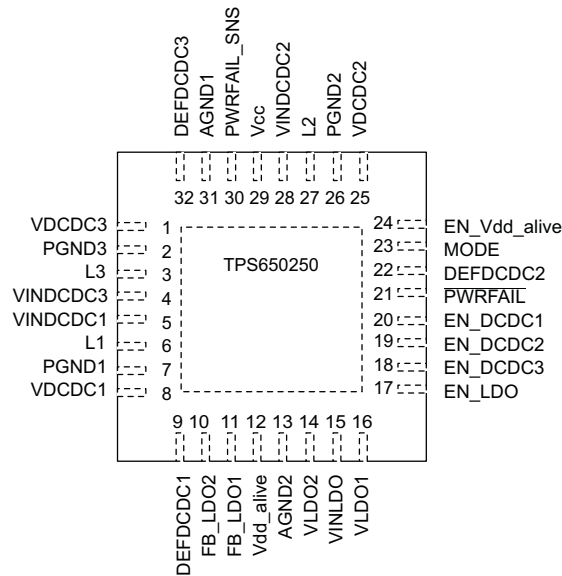 DEFDCDC3
AGND1
PWRFAIL_SNS
Vcc
VINDCDC2
L2
PGND2
VDCDC2
32 31 30 29 28 27 26 25
VDCDC3 1
PGND3 2
L3 3
VINDCDC3 4
VINDCDC1 5
L1 6
PGND1 7
VDCDC1 8
TPS650250
24 EN_Vdd_alive
23 MODE
22 DEFDCDC2
21 PWRFAIL
20 EN_DCDC1
19 EN_DCDC2
18 EN_DCDC3
17 EN_LDO
9 10 11 12 13 14 15 16
DEFDCDC1
FB_LDO2
FB_LDO1
Vdd_alive
AGND2
VLDO2
VINLDO
VLDO1